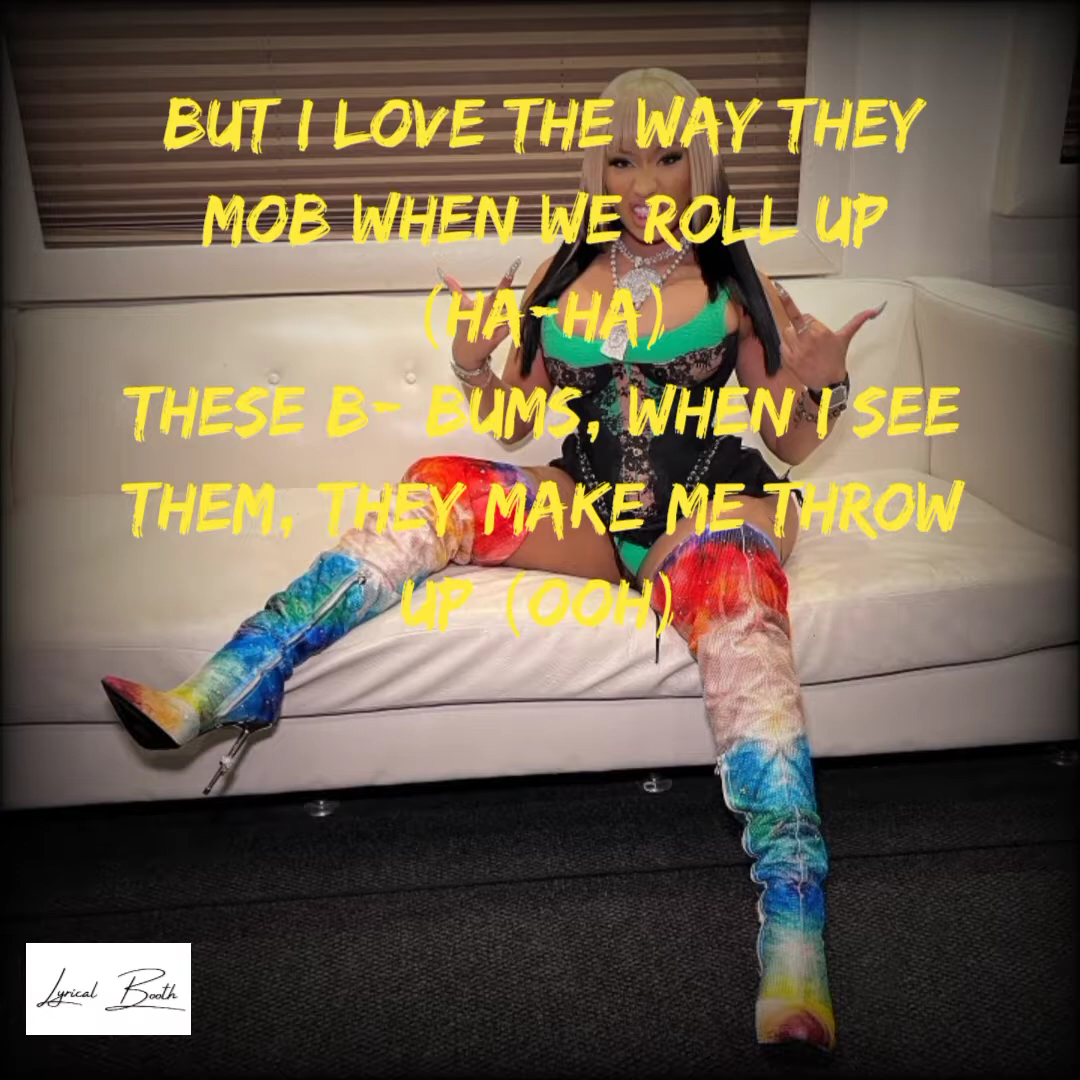 BUT I LOVE THE WAY THEY
MOB WHEN WE ROLL UP
(HA-HA)
THESE B- BUMS, WHEN I SEE
THEM, THEY MAKE ME THROW
UP (OOH)
Lyrical Booth